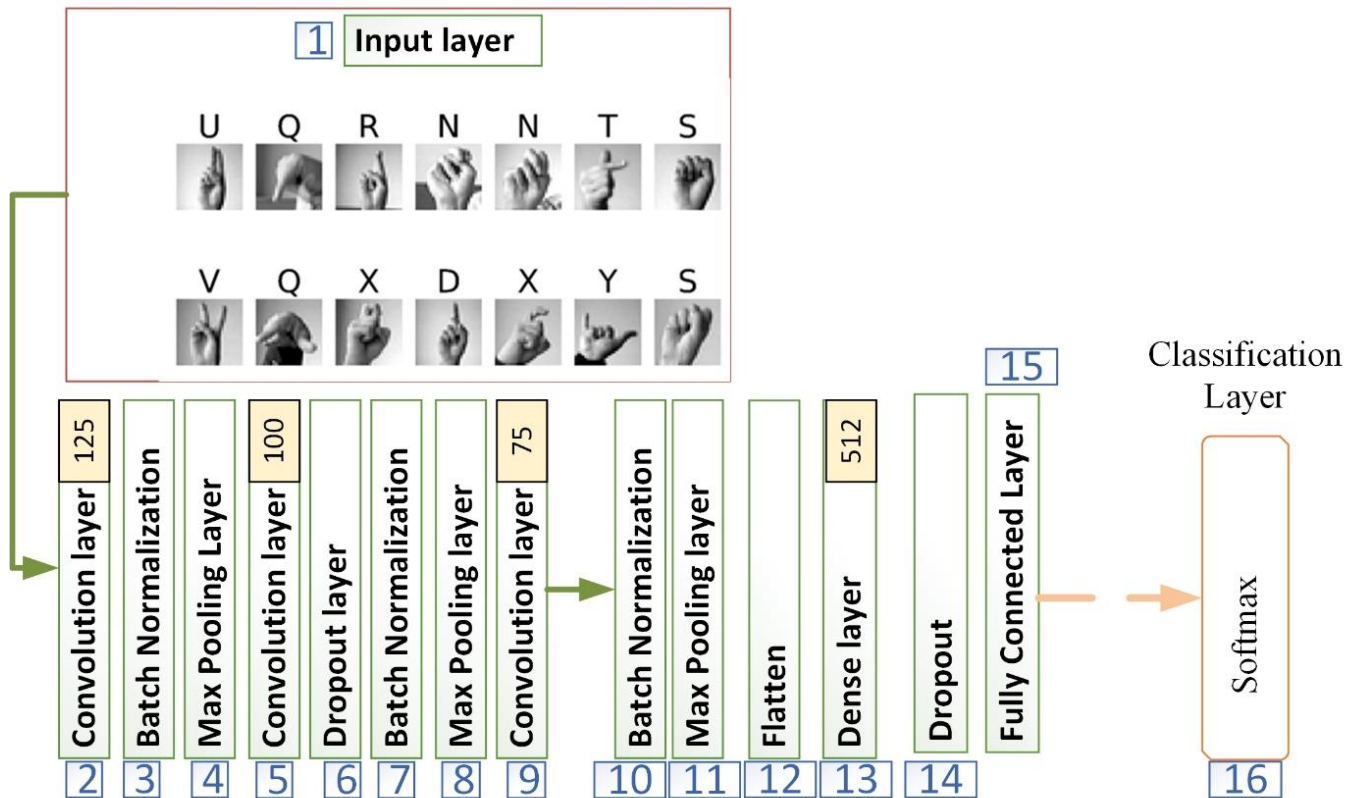 1 Input layer
U Q R N N T S
V Q X D X Y S
125
Convolution layer
2
Batch Normalization
3
Max Pooling Layer
4
100
Convolution layer
5
Dropout layer
6
Batch Normalization
7
Max Pooling layer
8
75
Convolution layer
9
Batch Normalization
10
Max Pooling layer
11
Flatten
12
512
Dense layer
13
Dropout
14
15
Fully Connected Layer
Classification
Layer
Softmax
16